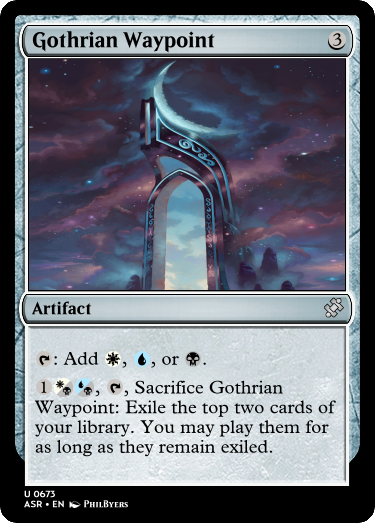 Gothrian Waypoint 3
Artifact
: Add , , or .
1 , , Sacrifice Gothrian
Waypoint: Exile the top two cards of
your library. You may play them for
as long as they remain exiled.
U 0673
ASR • EN PhilByers